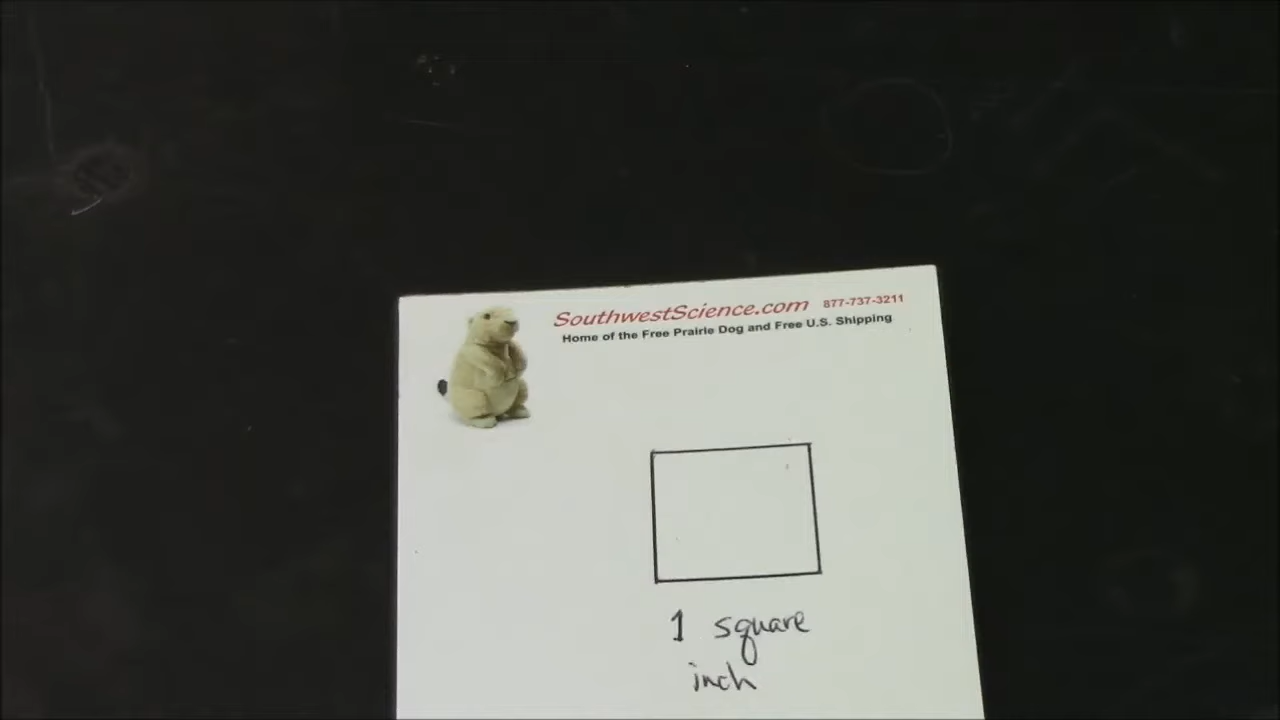 SouthwestScience.com 877-737-3211
Home of the Free Prairie Dog and Free U.S. Shipping
1 square
inch